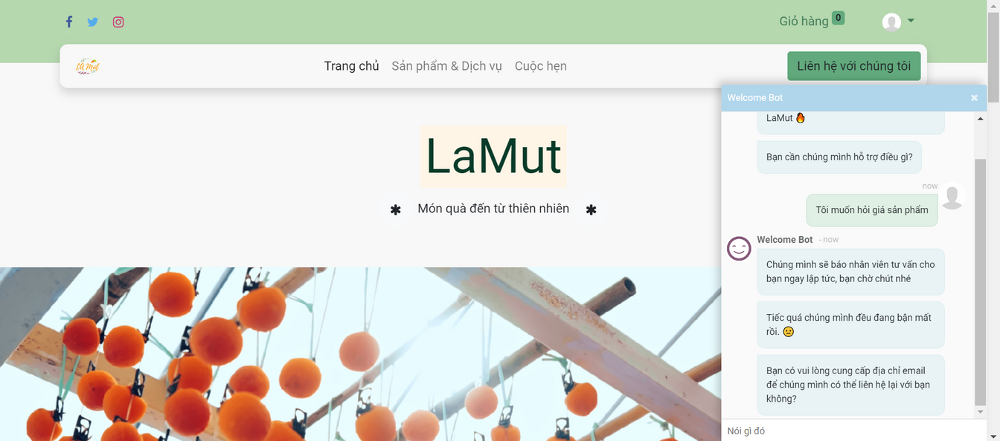 Giỏ hàng 0
La Mut
Trang chủ Sản phẩm & Dịch vụ Cuộc hẹn
Liên hệ với chúng tôi
LaMut
Món quà đến từ thiên nhiên
Welcome Bot
LaMut
Bạn cần chúng mình hỗ trợ điều gì?
now
Tôi muốn hỏi giá sản phẩm
Welcome Bot - now
Chúng mình sẽ báo nhân viên tư vấn cho
bạn ngay lập tức, bạn chờ chút nhé
Tiếc quá chúng mình đều đang bận mất
rồi.
Bạn có vui lòng cung cấp địa chỉ email
để chúng mình có thể liên hệ lại với bạn
không?
Nói gì đó